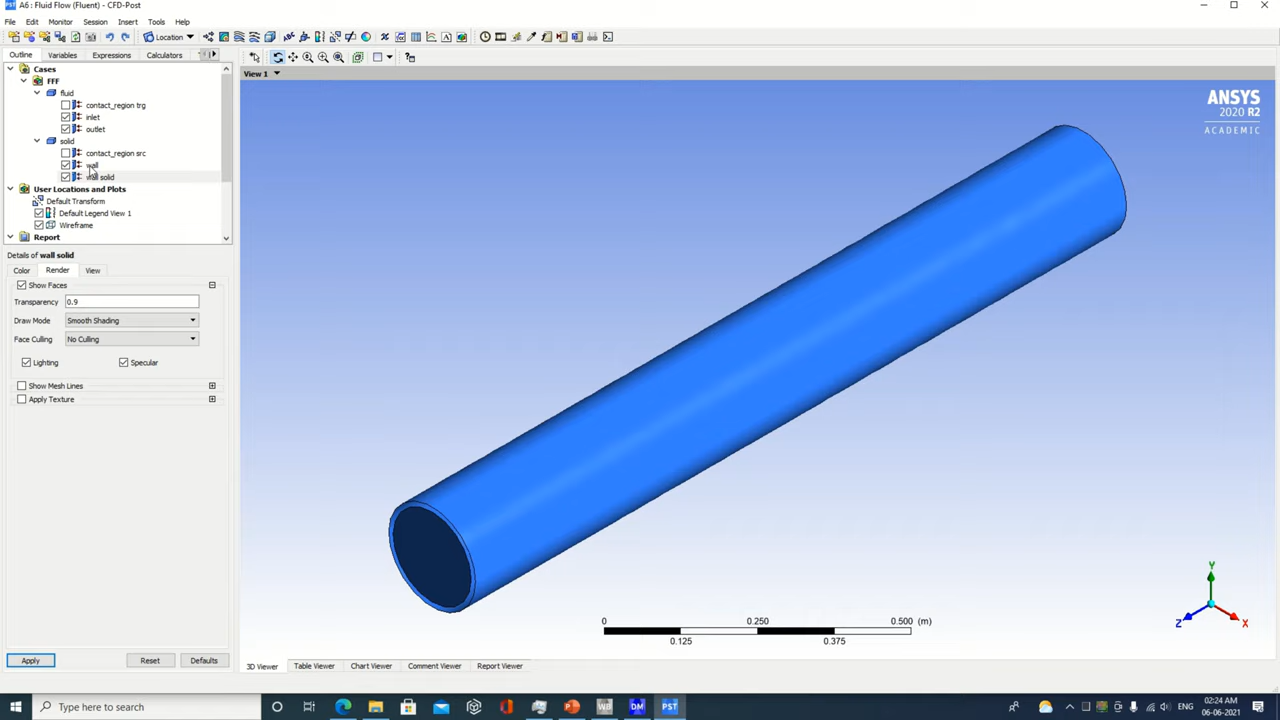 A6 : Fluid Flow (Fluent) - CFD-Post
File Edit Monitor Session Insert Tools Help
Location
Outline Variables Expressions Calculators
View 1
Cases
FFF
fluid
contact_region trg
inlet
outlet
solid
contact_region src
wall
wall solid
User Locations and Plots
Default Transform
Default Legend View 1
Wireframe
Report
Details of wall solid
Color Render View
Show Faces
Transparency 0.9
Draw Mode Smooth Shading
Face Culling No Culling
Lighting Specular
Show Mesh Lines
Apply Texture
Apply Reset Defaults
ANSYS
2020 R2
ACADEMIC
0 0.250 0.500 (m)
0.125 0.375
Y
Z X
3D Viewer Table Viewer Chart Viewer Comment Viewer Report Viewer
Type here to search
PST
WB
DM
PST
ENG
02:24 AM
06-06-2021